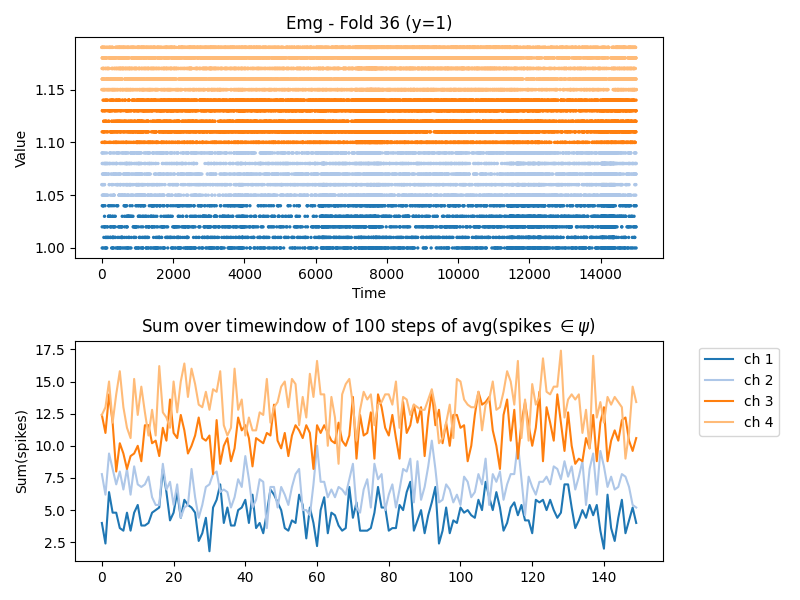 Emg - Fold 36 (y=1)
Value
1.15
1.10
1.05
1.00
0 2000 4000 6000 8000 10000 12000 14000
Time
Sum over timewindow of 100 steps of avg(spikes ∈ψ)
Sum(spikes)
17.5
15.0
12.5
10.0
7.5
5.0
2.5
0 20 40 60 80 100 120 140
ch 1
ch 2
ch 3
ch 4